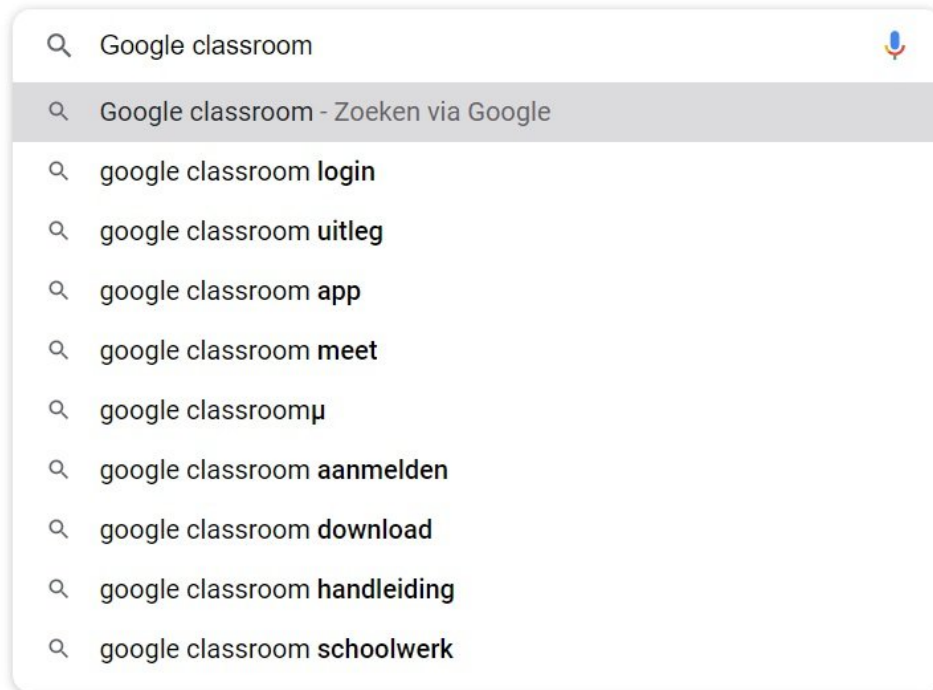 Google classroom
Google classroom - Zoeken via Google
google classroom login
google classroom uitleg
google classroom app
google classroom meet
google classroomµ
google classroom aanmelden
google classroom download
google classroom handleiding
google classroom schoolwerk